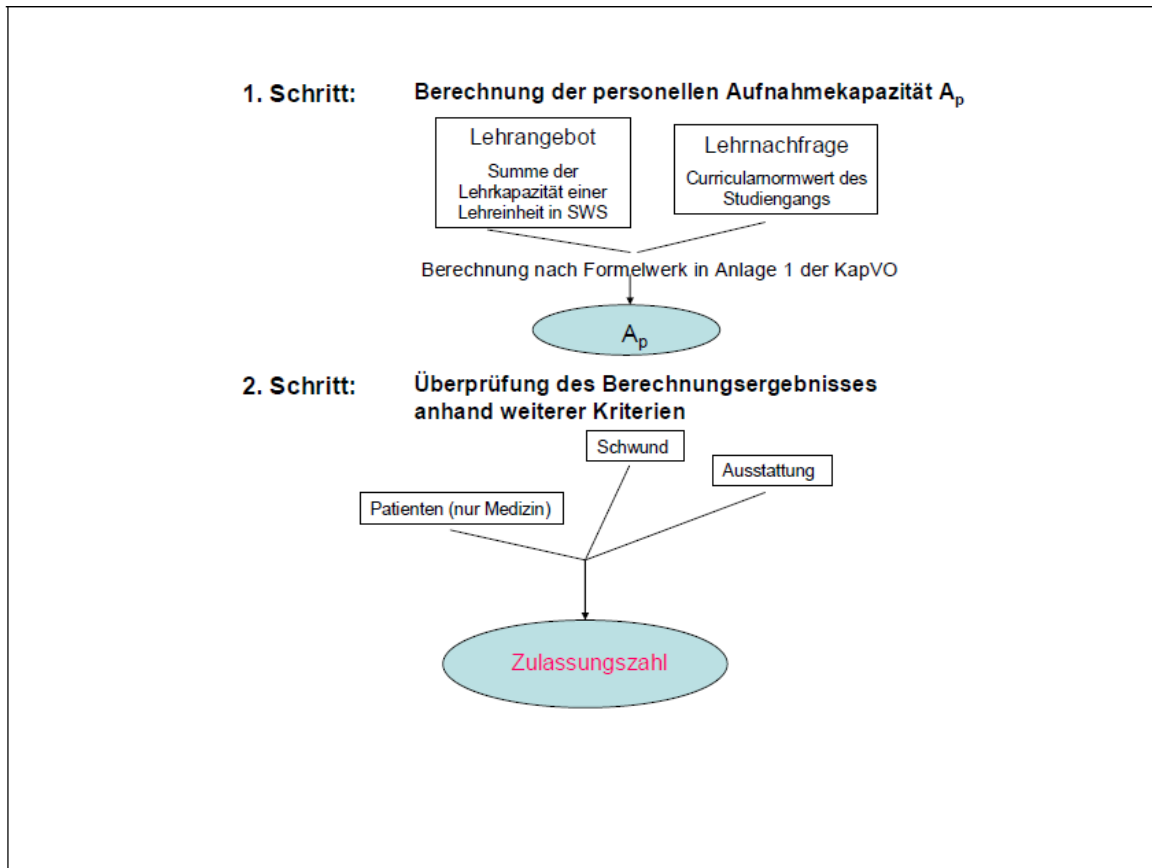 1. Schritt: Berechnung der personellen Aufnahmekapazität Ap
Lehrangebot
Summe der
Lehrkapazität einer
Lehreinheit in SWS
Lehrnachfrage
Curricularnormwert des
Studiengangs
Berechnung nach Formelwerk in Anlage 1 der KapVO
Ap
2. Schritt: Überprüfung des Berechnungsergebnisses
anhand weiterer Kriterien
Schwund
Ausstattung
Patienten (nur Medizin)
Zulassungszahl